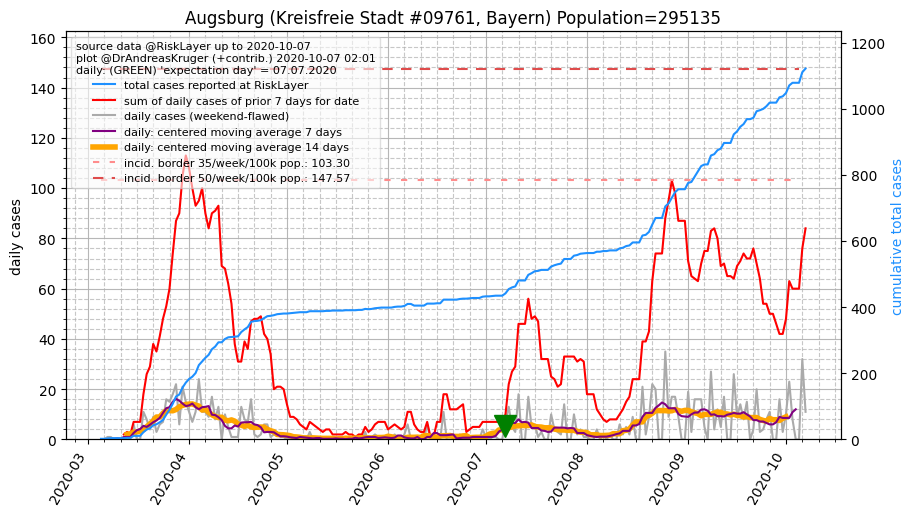 Augsburg (Kreisfreie Stadt #09761, Bayern) Population=295135
source data @RiskLayer up to 2020-10-07
plot @DrAndreasKruger (+contrib.) 2020-10-07 02:01
daily: (GREEN) 'expectation day' = 07.07.2020
total cases reported at RiskLayer
sum of daily cases of prior 7 days for date
daily cases (weekend-flawed)
daily: centered moving average 7 days
daily: centered moving average 14 days
incid. border 35/week/100k pop.: 103.30
incid. border 50/week/100k pop.: 147.57
daily cases
160
140
120
100
80
60
40
20
0
cumulative total cases
1200
1000
800
600
400
200
0
2020-03
2020-04
2020-05
2020-06
2020-07
2020-08
2020-09
2020-10